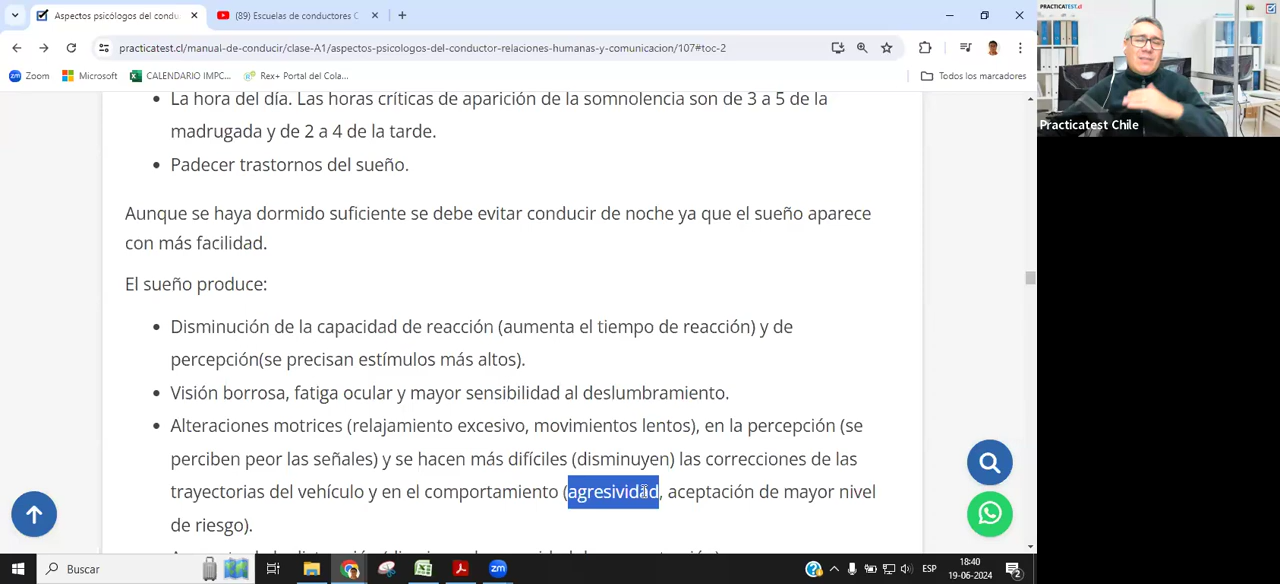 Aspectos psicólogos del condu
(89) Escuelas de conductores C
practicatest.cl/manual-de-conducir/clase-A1/aspectos-psicologos-del-conductor-relaciones-humanas-y-comunicacion/107#toc-2
Zoom
Microsoft
CALENDARIO IMPC...
Rex+ Portal del Cola...
Todos los marcadores
PRACTICATEST.cl
Practicatest Chile
La hora del día. Las horas críticas de aparición de la somnolencia son de 3 a 5 de la
madrugada y de 2 a 4 de la tarde.
Padecer trastornos del sueño.
Aunque se haya dormido suficiente se debe evitar conducir de noche ya que el sueño aparece
con más facilidad.
El sueño produce:
Disminución de la capacidad de reacción (aumenta el tiempo de reacción) y de
percepción(se precisan estímulos más altos).
Visión borrosa, fatiga ocular y mayor sensibilidad al deslumbramiento.
Alteraciones motrices (relajamiento excesivo, movimientos lentos), en la percepción (se
perciben peor las señales) y se hacen más difíciles (disminuyen) las correcciones de las
trayectorias del vehículo y en el comportamiento (agresividad, aceptación de mayor nivel
de riesgo).
Buscar
zm
ESP
18:40
19-06-2024
2